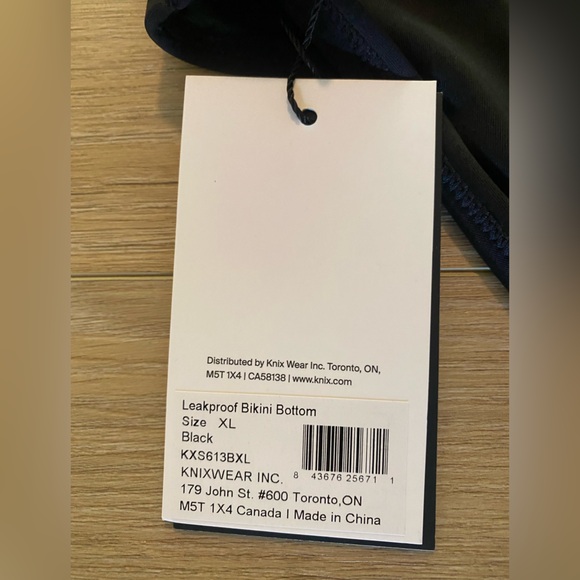 Distributed by Knix Wear Inc. Toronto, ON,
M5T 1X4 | CA58138 | www.knix.com
Leakproof Bikini Bottom
Size XL
Black
KXS613BXL
8 43676 25671 1
KNIXWEAR INC.
179 John St. #600 Toronto,ON
M5T 1X4 Canada | Made in China